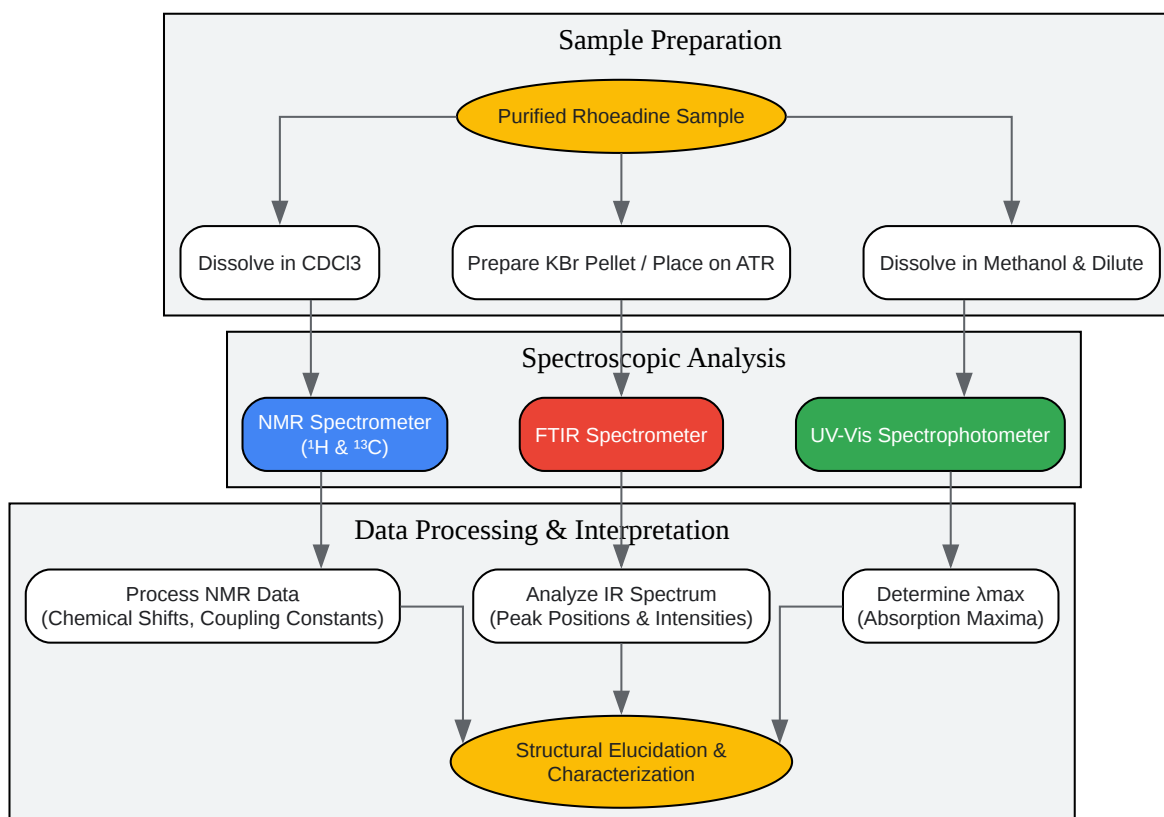 Sample Preparation
Purified Rhoeadine Sample
Dissolve in CDCl3
Prepare KBr Pellet / Place on ATR
Dissolve in Methanol & Dilute
Spectroscopic Analysis
NMR Spectrometer
(¹H & ¹³C)
FTIR Spectrometer
UV-Vis Spectrophotometer
Data Processing & Interpretation
Process NMR Data
(Chemical Shifts, Coupling Constants)
Analyze IR Spectrum
(Peak Positions & Intensities)
Determine λmax
(Absorption Maxima)
Structural Elucidation &
Characterization